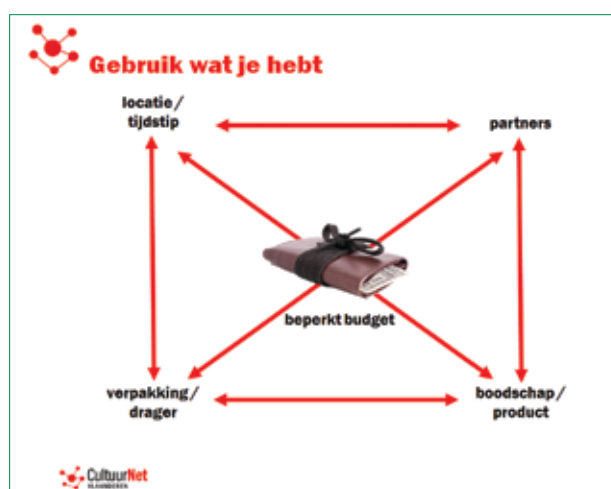 Gebruik wat je hebt
locatie/
tijdstip
partners
beperkt budget
verpakking/
drager
boodschap/
product
CultuurNet
VLAANDEREN